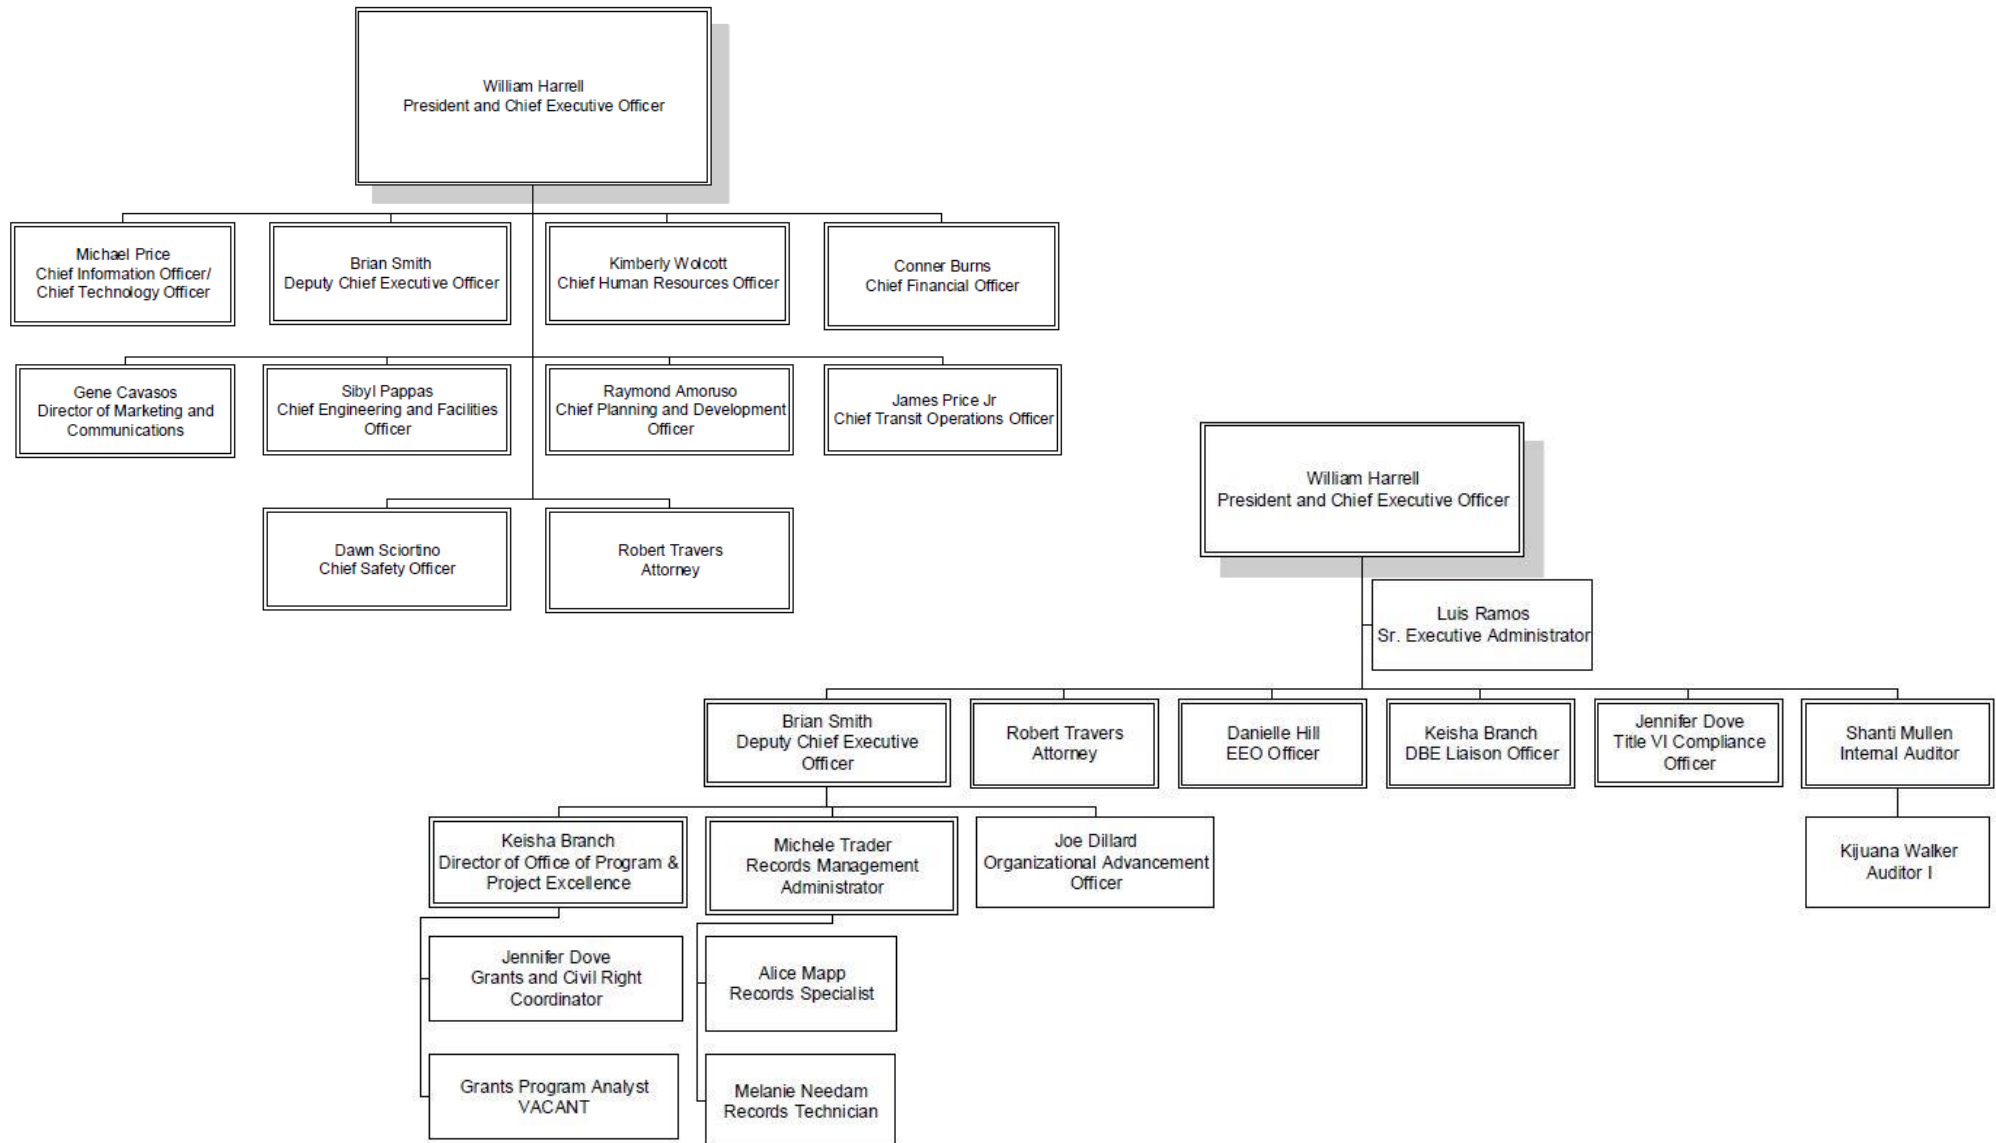 William Harrell
President and Chief Executive Officer
Michael Price
Chief Information Officer/
Chief Technology Officer
Brian Smith
Deputy Chief Executive Officer
Kimberly Wolcott
Chief Human Resources Officer
Conner Burns
Chief Financial Officer
Gene Cavasos
Director of Marketing and
Communications
Sibyl Pappas
Chief Engineering and Facilities
Officer
Raymond Amoruso
Chief Planning and Development
Officer
James Price Jr
Chief Transit Operations Officer
Dawn Sciortino
Chief Safety Officer
Robert Travers
Attorney
William Harrell
President and Chief Executive Officer
Luis Ramos
Sr. Executive Administrator
Brian Smith
Deputy Chief Executive
Officer
Robert Travers
Attorney
Danielle Hill
EEO Officer
Keisha Branch
DBE Liaison Officer
Jennifer Dove
Title VI Compliance
Officer
Shanti Mullen
Internal Auditor
Keisha Branch
Director of Office of Program &
Project Excellence
Michele Trader
Records Management
Administrator
Joe Dillard
Organizational Advancement
Officer
Kijuana Walker
Auditor I
Jennifer Dove
Grants and Civil Right
Coordinator
Alice Mapp
Records Specialist
Grants Program Analyst
VACANT
Melanie Needam
Records Technician